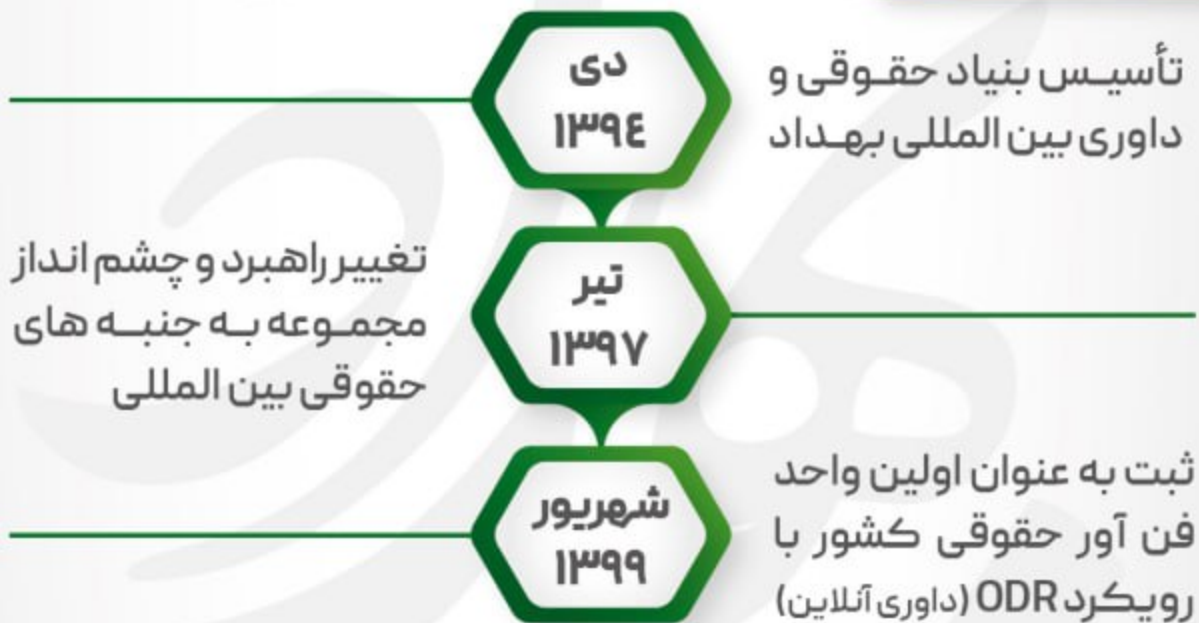 دی
۱۳۹٤
تأسیس بنیاد حقوقی و
داوری بین المللی بهداد
تیر
۱۳۹۷
تغییر راهبرد و چشم انداز
مجموعه به جنبه های
حقوقی بین المللی
شهریور
۱۳۹۹
ثبت به عنوان اولین واحد
فن آور حقوقی کشور با
رویکرد ODR (داوری آنلاین)